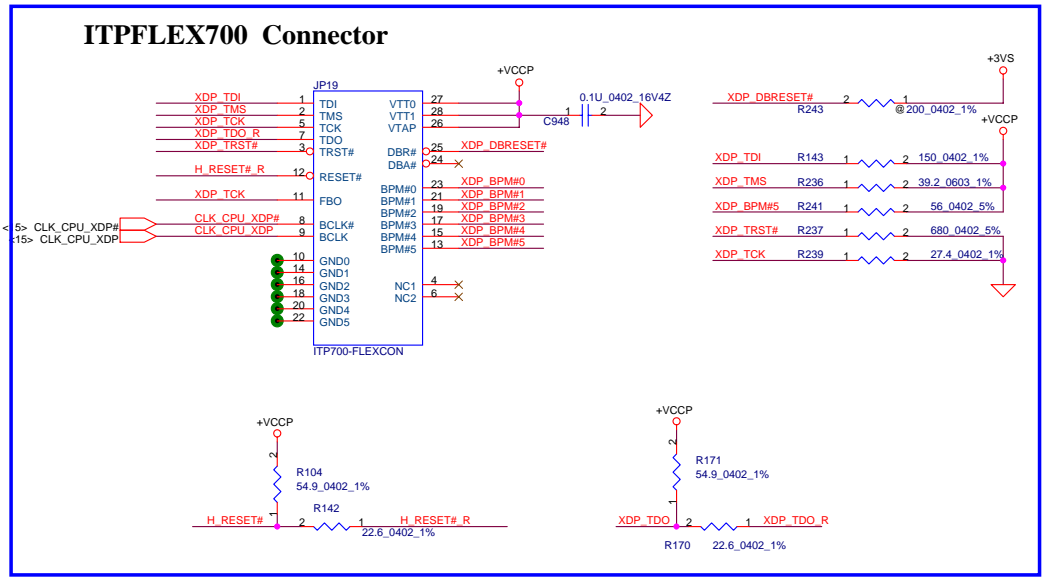 ITPFLEX700 Connector
JP19
XDP_TDI 1 TDI
XDP_TMS 2 TMS
XDP_TCK 5 TCK
XDP_TDO_R 7 TDO
XDP_TRST# 3 TRST#
H_RESET#_R 12 RESET#
XDP_TCK 11 FBO
CLK_CPU_XDP# CLK_CPU_XDP# 8 BCLK#
<15> CLK_CPU_XDP CLK_CPU_XDP 9 BCLK
10 GND0
14 GND1
16 GND2
18 GND3
20 GND4
22 GND5
ITP700-FLEXCON
+VCCP
VTT0 27
VTT1 28
VTAP 26
DBR# 25 XDP_DBRESET#
DBA# 24
BPM#0 23 XDP_BPM#0
BPM#1 21 XDP_BPM#1
BPM#2 19 XDP_BPM#2
BPM#3 17 XDP_BPM#3
BPM#4 15 XDP_BPM#4
BPM#5 13 XDP_BPM#5
NC1 4
NC2 6
0.1U_0402_16V4Z
1 2
C948
+3VS
XDP_DBRESET# 2 1
R243 @200_0402_1%
+VCCP
XDP_TDI R143 1 2 150_0402_1%
XDP_TMS R236 1 2 39.2_0603_1%
XDP_BPM#5 R241 1 2 56_0402_5%
XDP_TRST# R237 1 2 680_0402_5%
XDP_TCK R239 1 2 27.4_0402_1%
+VCCP
2
R104
54.9_0402_1%
1
R142
H_RESET# 2 1 H_RESET#_R
22.6_0402_1%
+VCCP
2
R171
54.9_0402_1%
1
XDP_TDO 2 1 XDP_TDO_R
R170 22.6_0402_1%